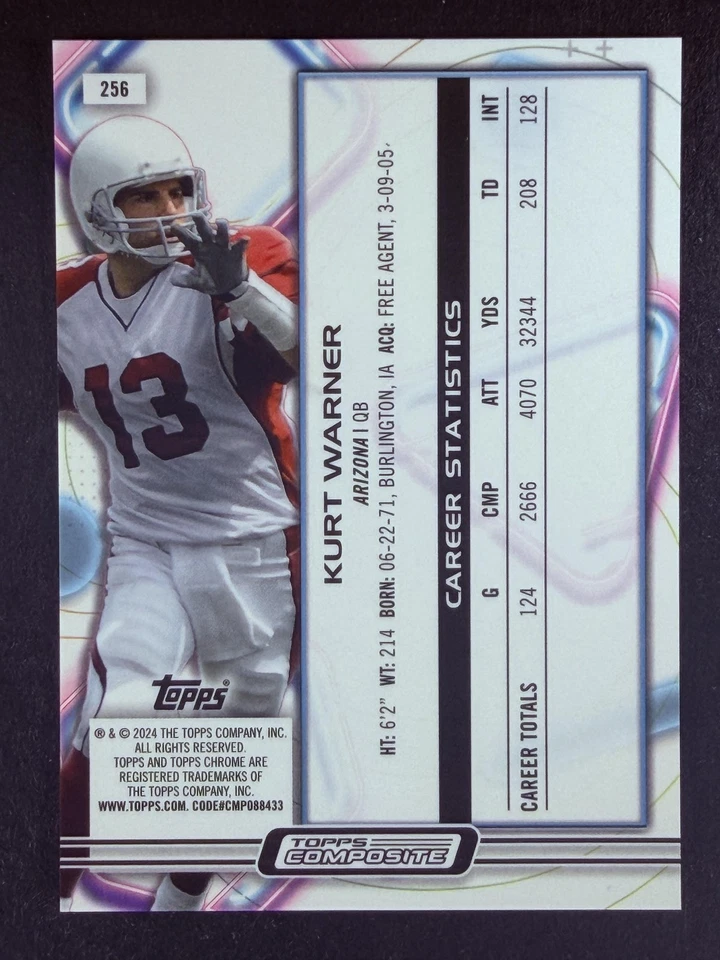 256
13
KURT WARNER
ARIZONA | QB
HT: 6'2" WT: 214 BORN: 06-22-71, BURLINGTON, IA ACQ: FREE AGENT, 3-09-05.
CAREER STATISTICS
G CMP ATT YDS TD INT
CAREER TOTALS 124 2666 4070 32344 208 128
topps®
® & © 2024 THE TOPPS COMPANY, INC.
ALL RIGHTS RESERVED.
TOPPS AND TOPPS CHROME ARE
REGISTERED TRADEMARKS OF
THE TOPPS COMPANY, INC.
WWW.TOPPS.COM. CODE#CMP088433
TOPPS
COMPOSITE